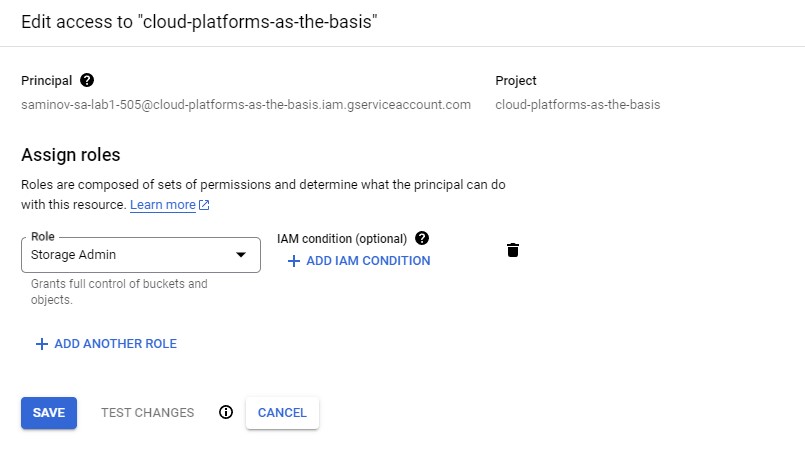 Edit access to "cloud-platforms-as-the-basis"
Principal
Project
saminov-sa-lab1-505@cloud-platforms-as-the-basis.iam.gserviceaccount.com
cloud-platforms-as-the-basis
Assign roles
Roles are composed of sets of permissions and determine what the principal can do
with this resource. Learn more
Role
Storage Admin
IAM condition (optional)
+ ADD IAM CONDITION
Grants full control of buckets and
objects.
+ ADD ANOTHER ROLE
SAVE
TEST CHANGES
CANCEL